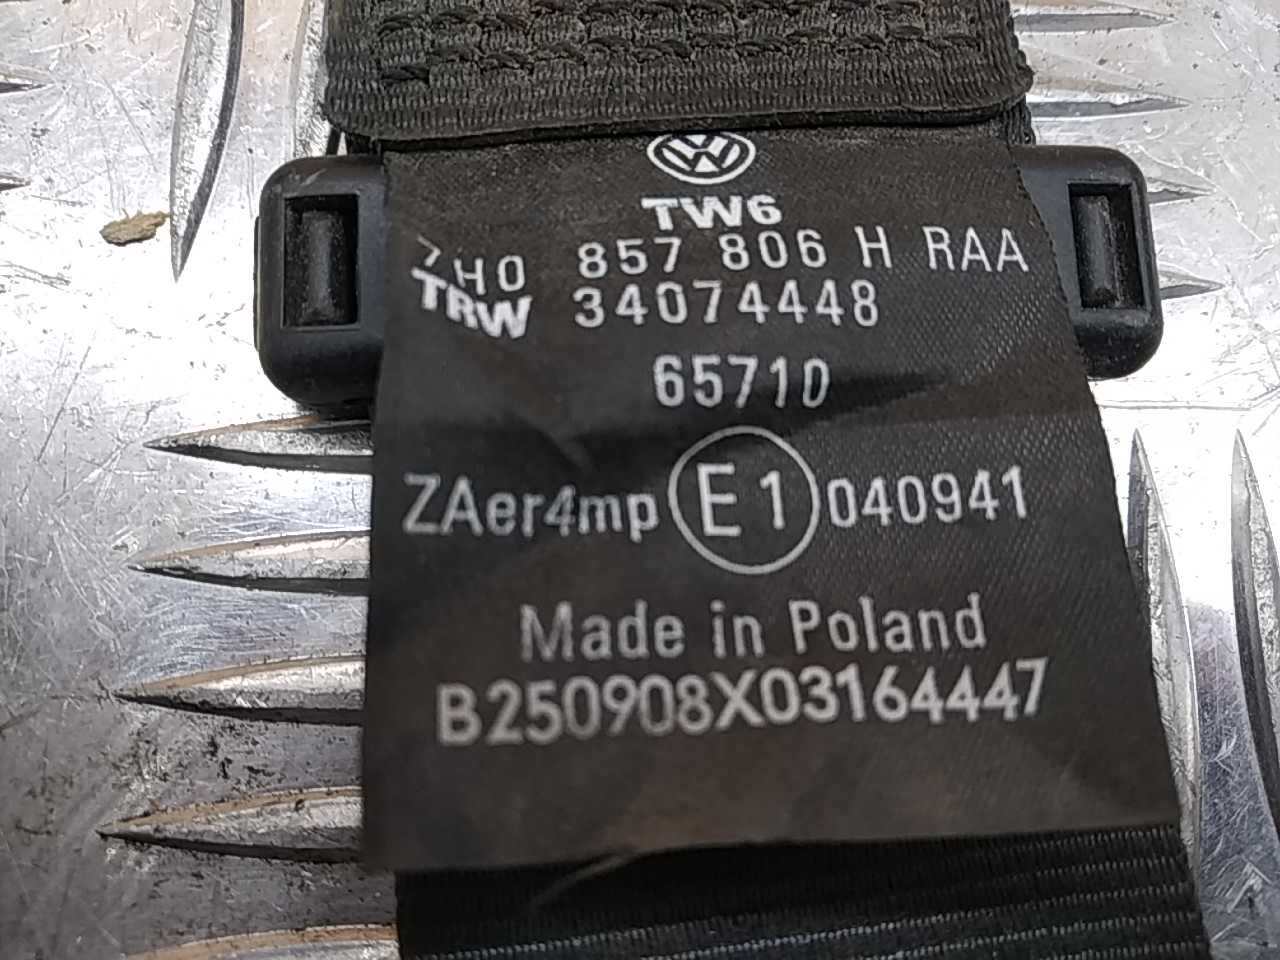 TW6
7H0 857 806 H RAA
TRW 34074448
65710
ZAer4mp E1 040941
Made in Poland
B250908X03164447